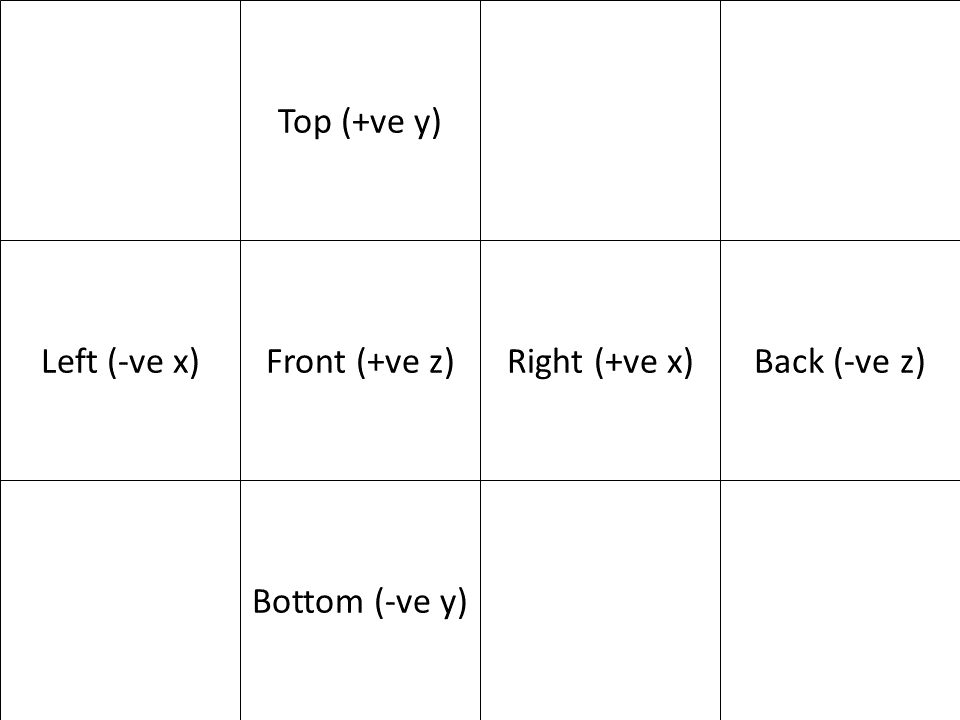 Top (+ve y)
Left (-ve x)
Front (+ve z)
Right (+ve x)
Back (-ve z)
Bottom (-ve y)